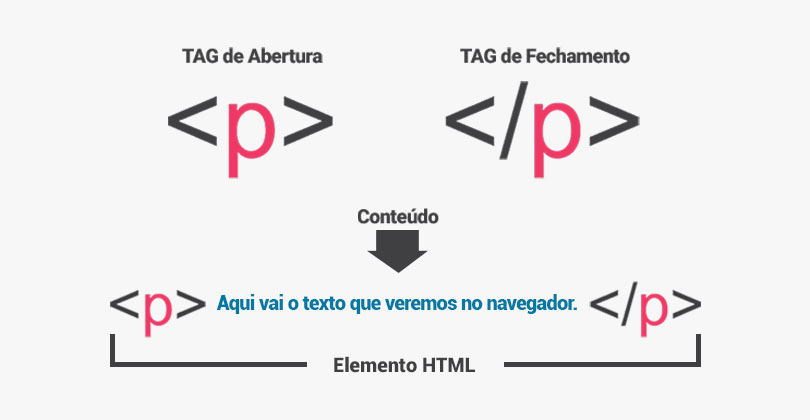 TAG de Abertura
TAG de Fechamento
<p>
</p>
Conteúdo
<p> Aqui vai o texto que veremos no navegador. </p>
Elemento HTML